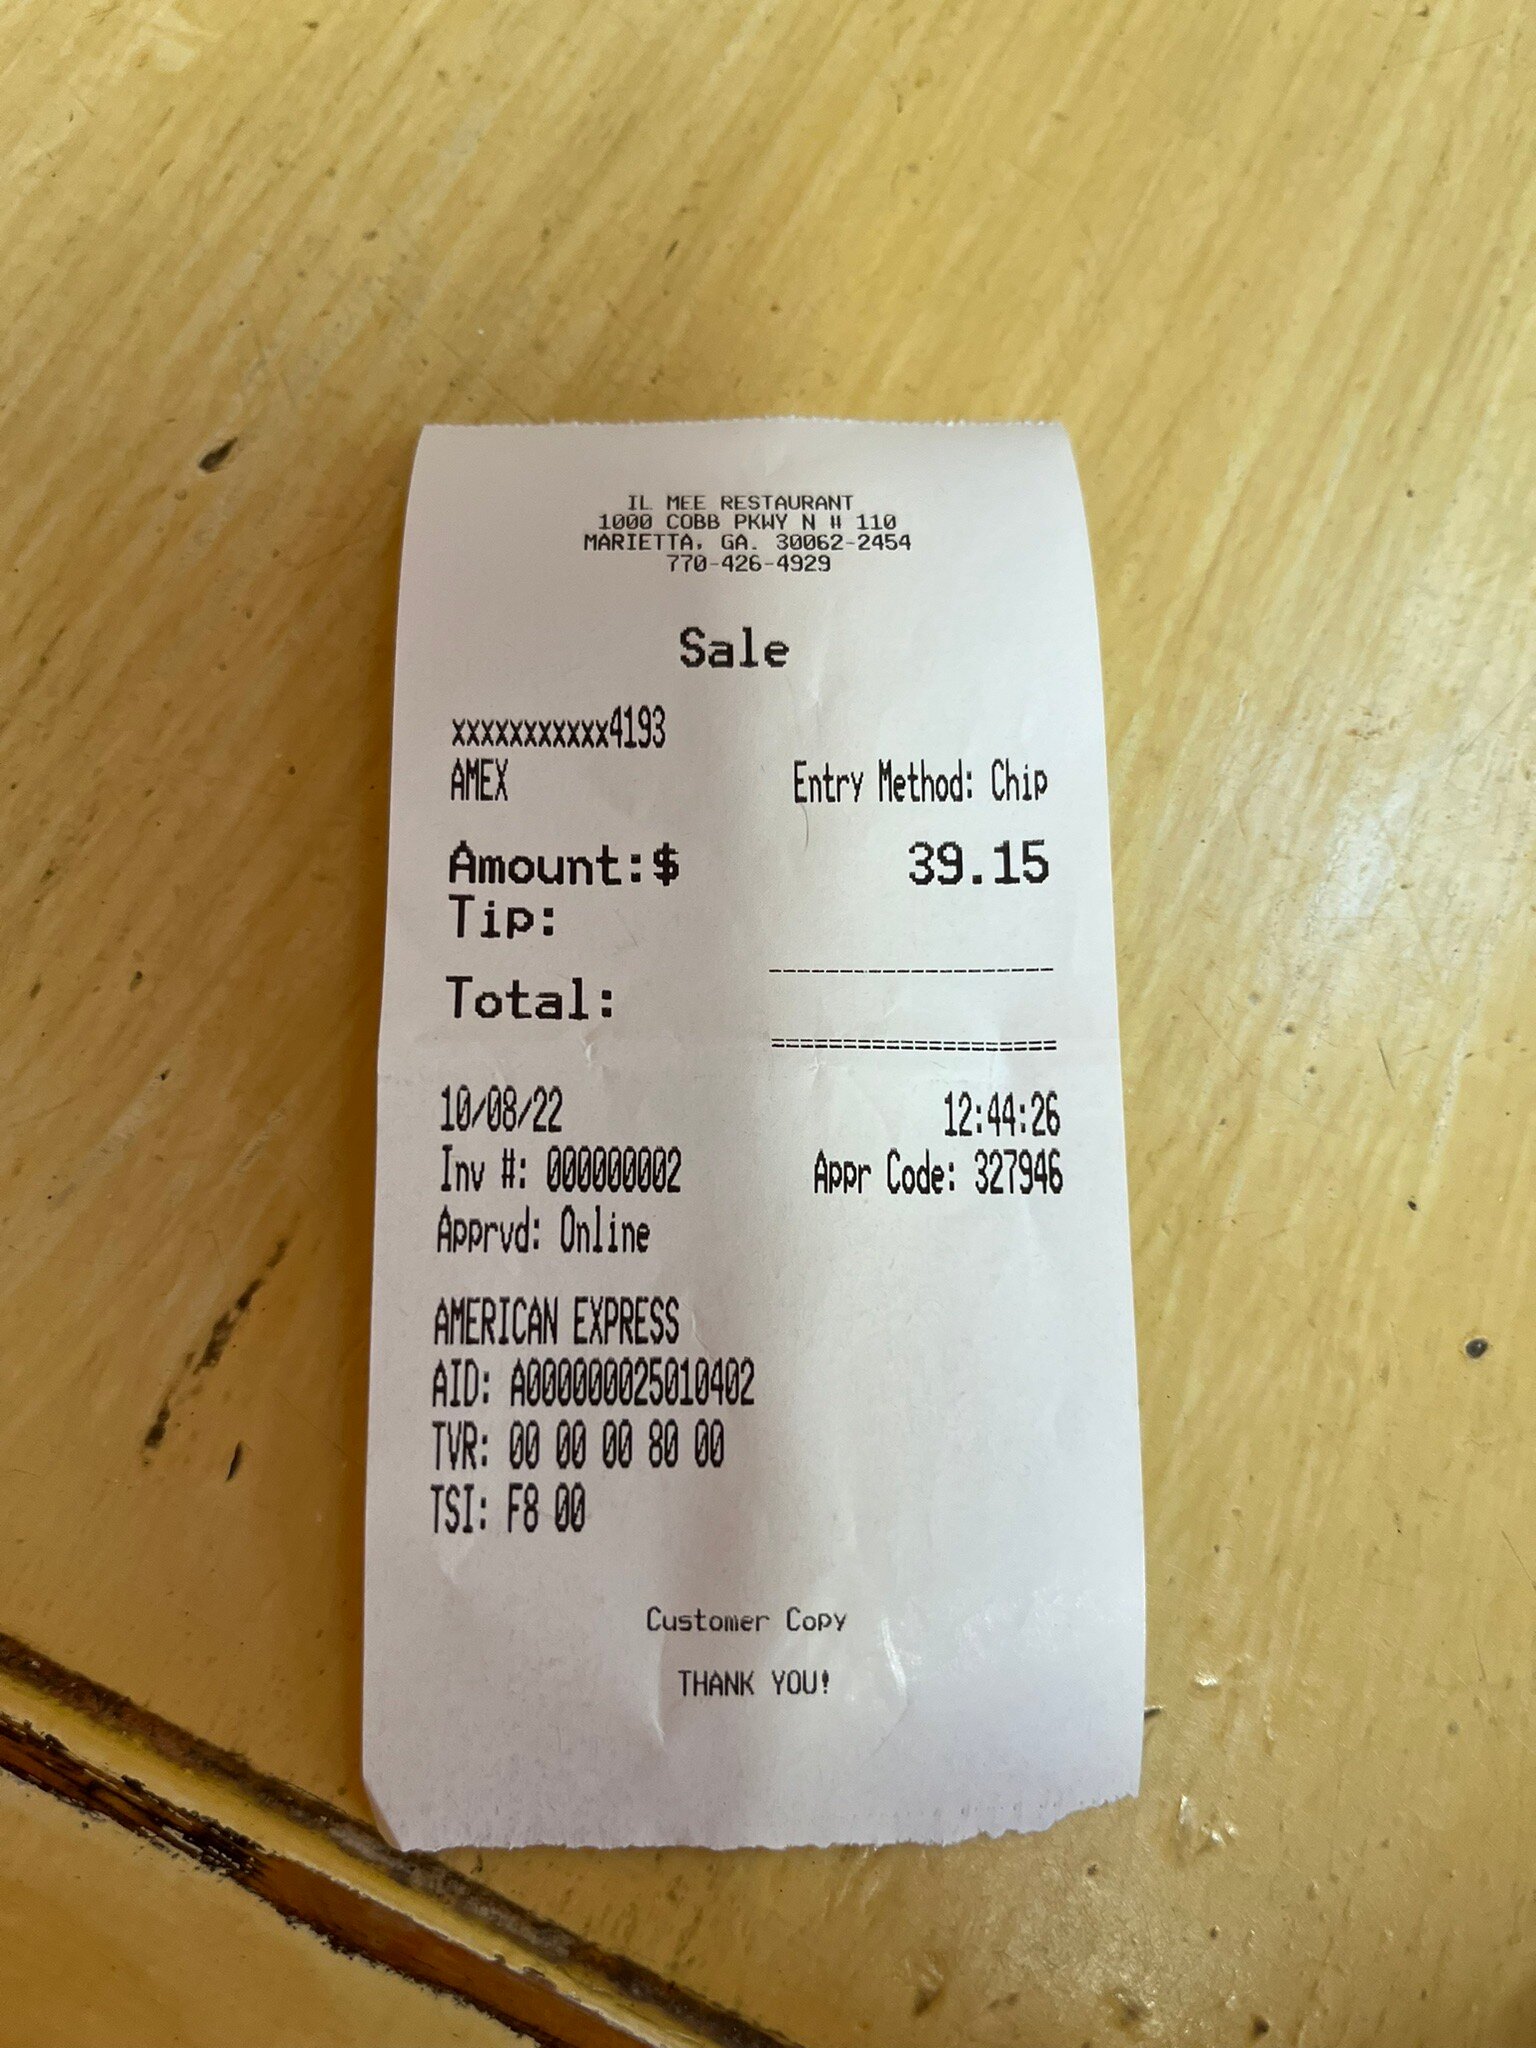 IL MEE RESTAURANT
1000 COBB PKWY N # 110
MARIETTA, GA. 30062-2454
770-426-4929
Sale
xxxxxxxxxxx4193
AMEX Entry Method: Chip
Amount:$ 39.15
Tip:
Total:
10/08/22 12:44:26
Inv #: 000000002 Appr Code: 327946
Apprvd: Online
AMERICAN EXPRESS
AID: A000000025010402
TVR: 00 00 00 80 00
TSI: F8 00
Customer Copy
THANK YOU!